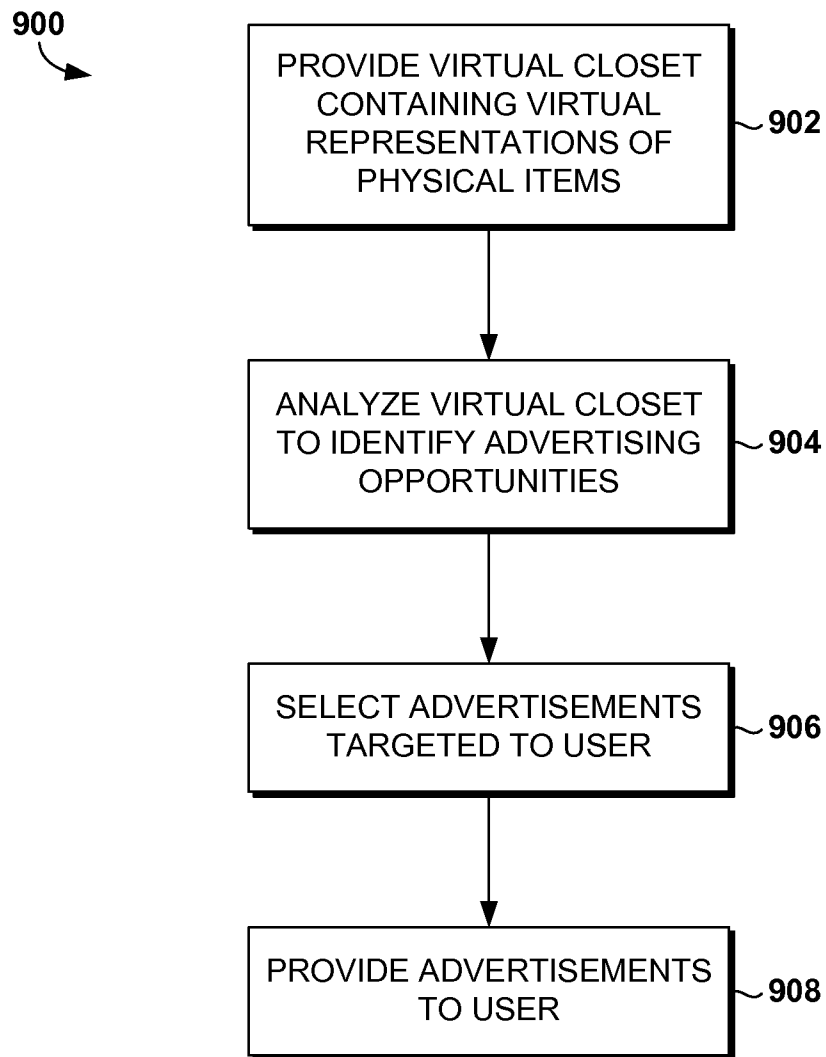 900
PROVIDE VIRTUAL CLOSET
CONTAINING VIRTUAL
REPRESENTATIONS OF
PHYSICAL ITEMS
902
ANALYZE VIRTUAL CLOSET
TO IDENTIFY ADVERTISING
OPPORTUNITIES
904
SELECT ADVERTISEMENTS
TARGETED TO USER
906
PROVIDE ADVERTISEMENTS
TO USER
908